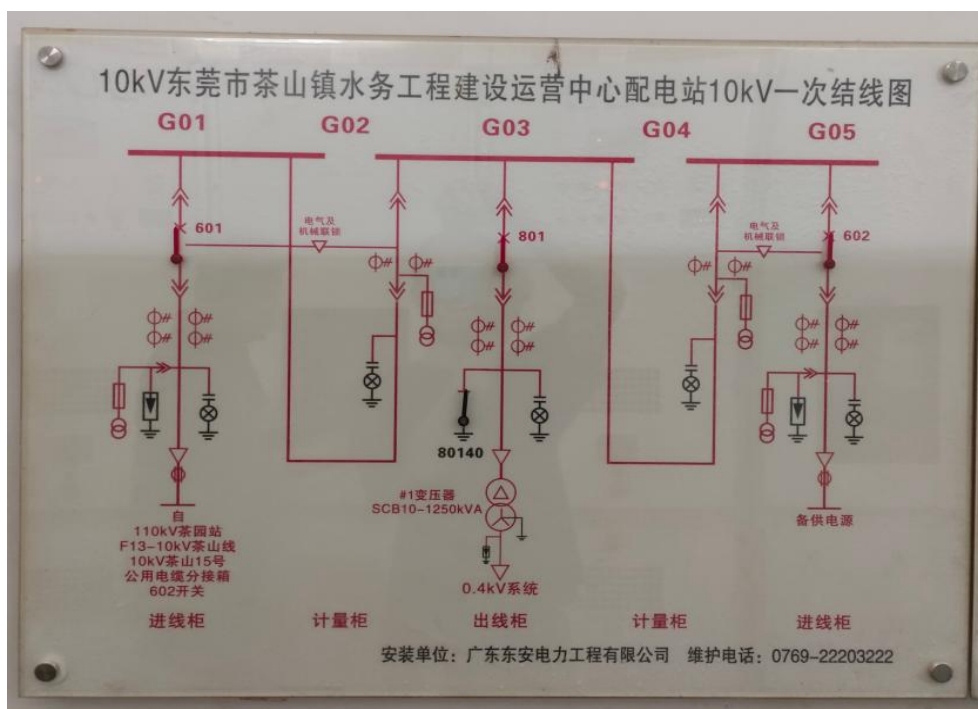 10kV东莞市茶山镇水务工程建设运营中心配电站10kV一次结线图
G01 G02 G03 G04 G05
电气及
机械联锁
电气及
机械联锁
601
801
602
80140
#1变压器
SCB10-1250kVA
0.4kV系统
自
110kV茶园站
F13-10kV茶山线
10kV茶山15号
公用电缆分接箱
602开关
备供电源
进线柜 计量柜 出线柜 计量柜 进线柜
安装单位：广东东安电力工程有限公司 维护电话：0769-22203222